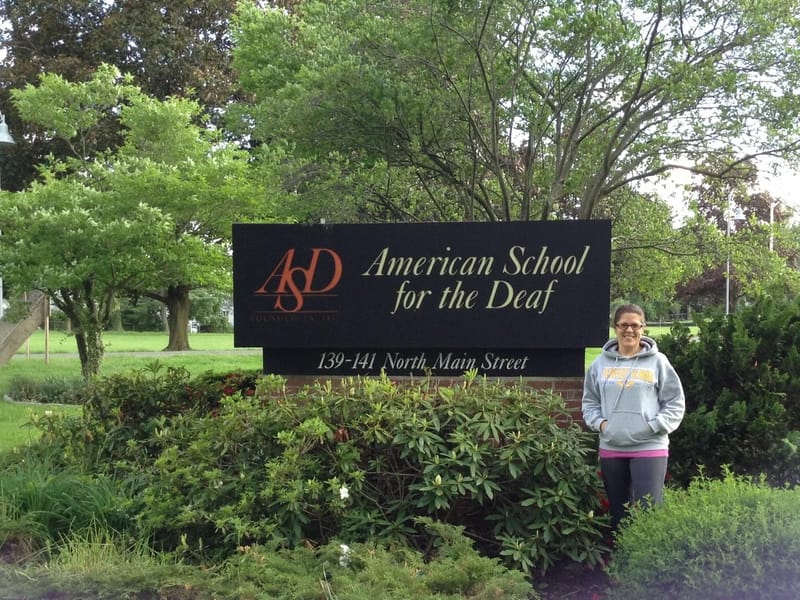 ASD
American School
for the Deaf
139-141 North Main Street